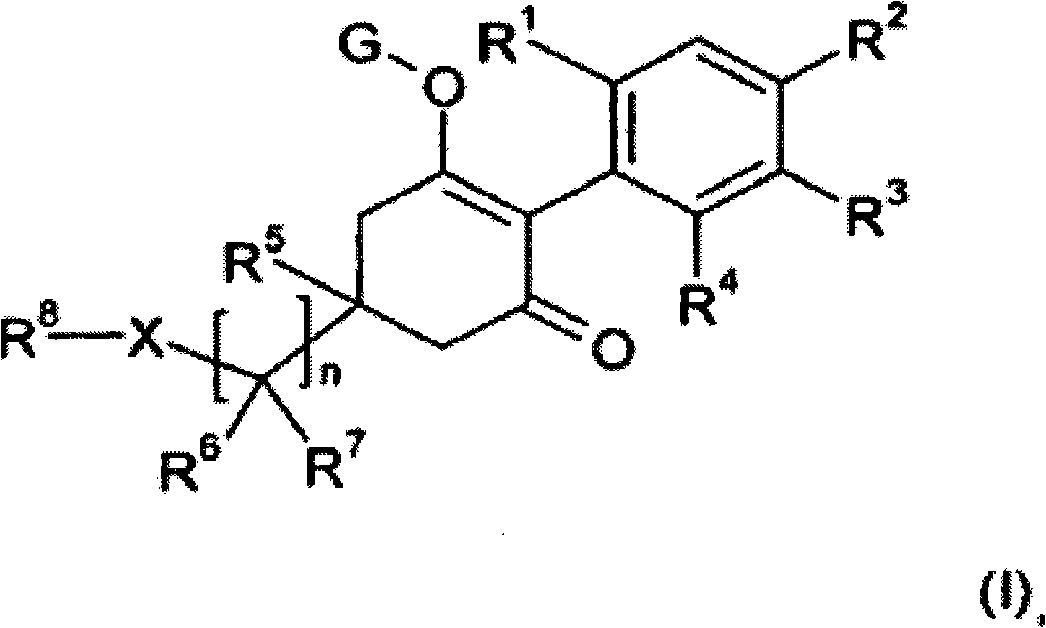 G R¹ R²
O
R³
R⁵
R⁴
R⁸ X n O
R⁶ R⁷
(I),